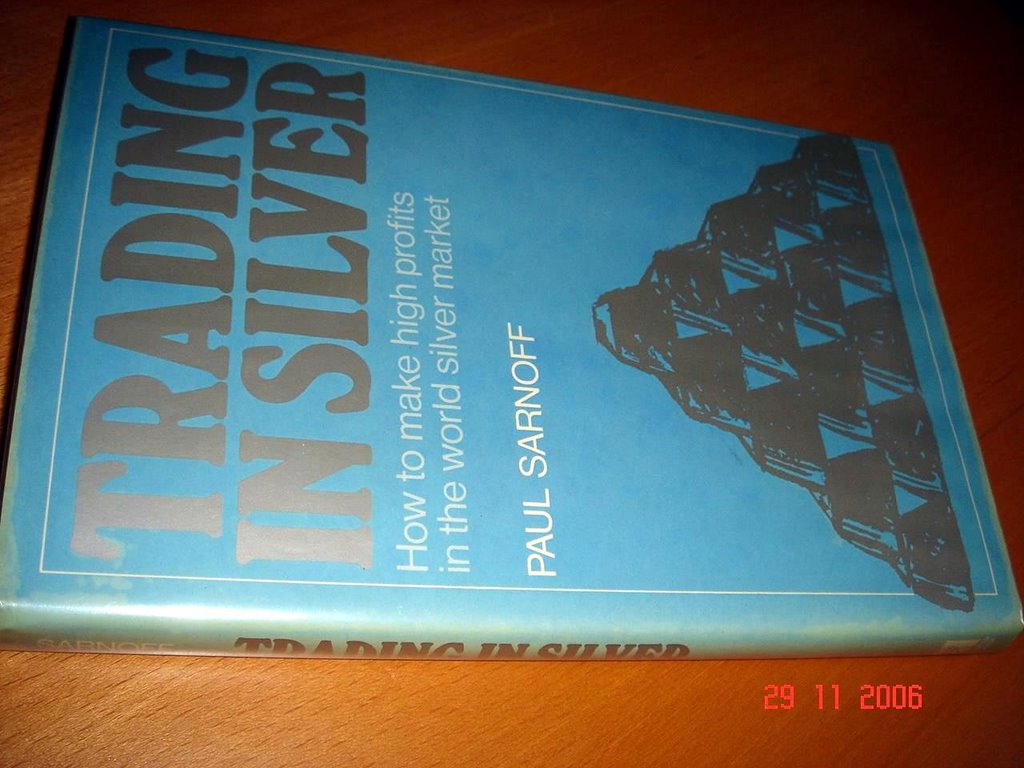 TRADING
IN SILVER
How to make high profits
in the world silver market
PAUL SARNOFF
SARNOFF
TRADING IN SILVER
29 11 2006